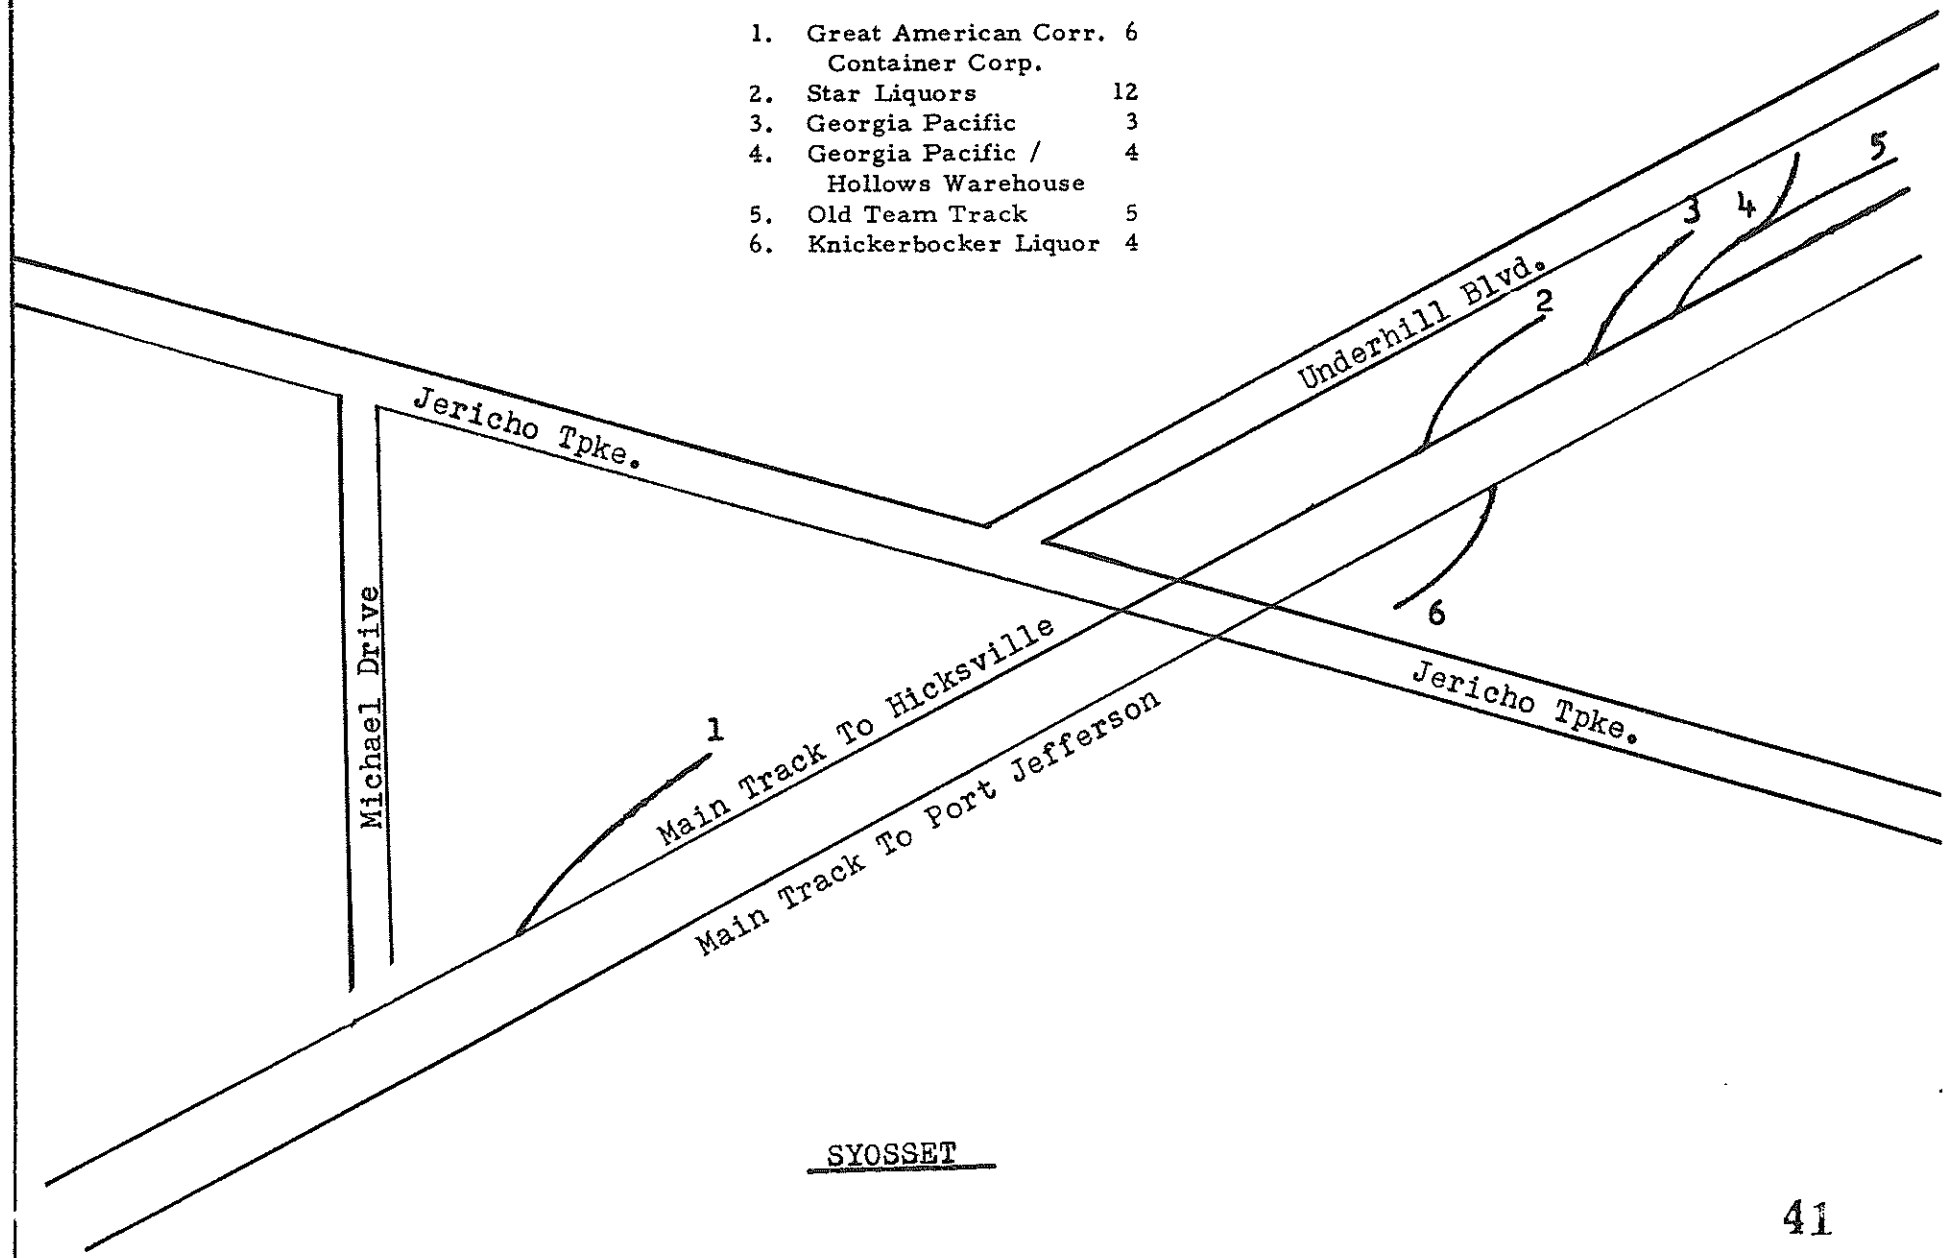 1. Great American Corr. 6
Container Corp.
2. Star Liquors 12
3. Georgia Pacific 3
4. Georgia Pacific / 4
Hollows Warehouse
5. Old Team Track 5
6. Knickerbocker Liquor 4
5
4
3
Underhill Blvd.
2
Jericho Tpke.
6
Michael Drive
Main Track To Hicksville
Jericho Tpke.
1
Main Track To Port Jefferson
SYOSSET
41